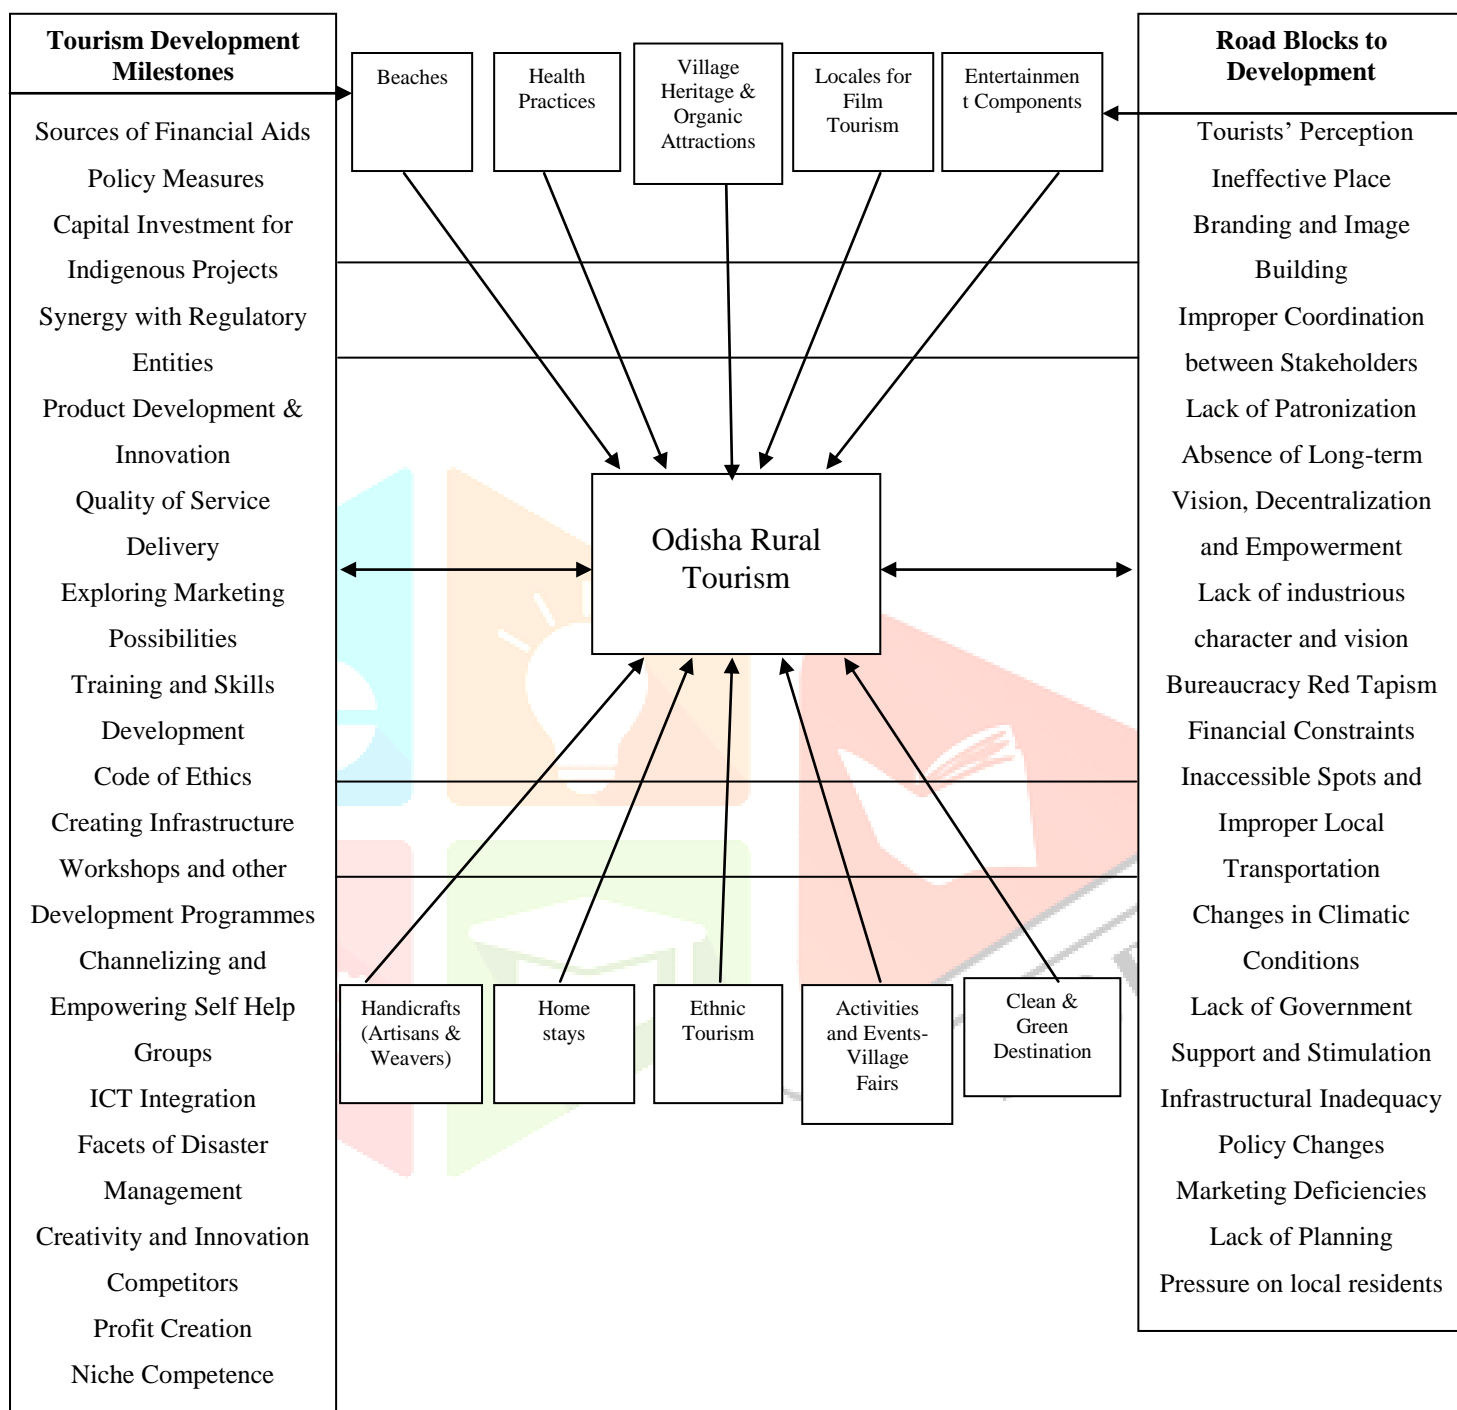 Tourism Development
Milestones
Sources of Financial Aids
Policy Measures
Capital Investment for
Indigenous Projects
Synergy with Regulatory
Entities
Product Development &
Innovation
Quality of Service
Delivery
Exploring Marketing
Possibilities
Training and Skills
Development
Code of Ethics
Creating Infrastructure
Workshops and other
Development Programmes
Channelizing and
Empowering Self Help
Groups
ICT Integration
Facets of Disaster
Management
Creativity and Innovation
Competitors
Profit Creation
Niche Competence
Beaches
Health
Practices
Village
Heritage &
Organic
Attractions
Locales for
Film
Tourism
Entertainmen
t Components
Odisha Rural
Tourism
Handicrafts
(Artisans &
Weavers)
Home
stays
Ethnic
Tourism
Activities
and Events-
Village
Fairs
Clean &
Green
Destination
Road Blocks to
Development
Tourists’ Perception
Ineffective Place
Branding and Image
Building
Improper Coordination
between Stakeholders
Lack of Patronization
Absence of Long-term
Vision, Decentralization
and Empowerment
Lack of industrious
character and vision
Bureaucracy Red Tapism
Financial Constraints
Inaccessible Spots and
Improper Local
Transportation
Changes in Climatic
Conditions
Lack of Government
Support and Stimulation
Infrastructural Inadequacy
Policy Changes
Marketing Deficiencies
Lack of Planning
Pressure on local residents